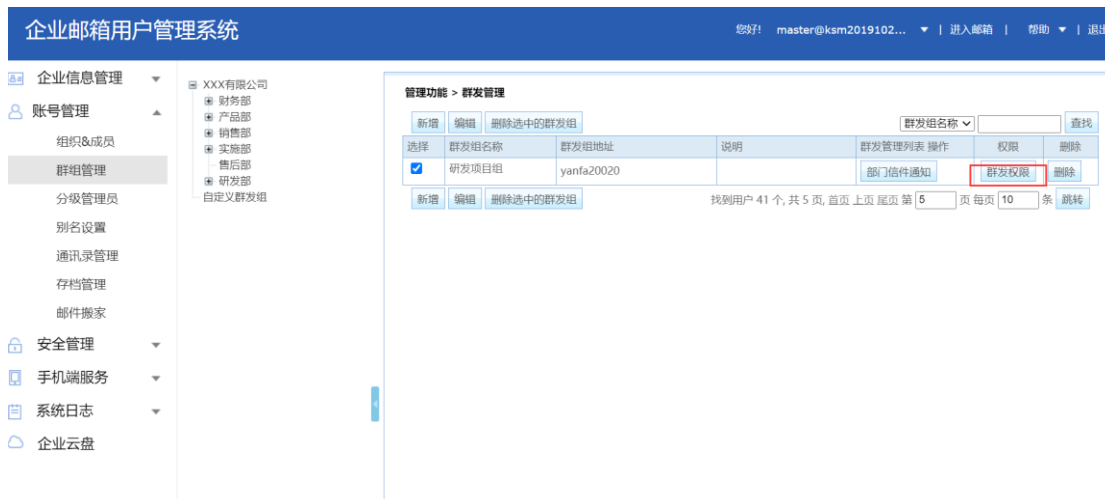 企业邮箱用户管理系统
您好! master@ksm2019102... ▼ | 进入邮箱 | 帮助 ▼ | 退出
企业信息管理
账号管理
组织&成员
群组管理
分级管理员
别名设置
通讯录管理
存档管理
邮件搬家
安全管理
手机端服务
系统日志
企业云盘
XXX有限公司
财务部
产品部
销售部
实施部
售后部
研发部
自定义群发组
管理功能 > 群发管理
新增 编辑 删除选中的群发组 群发组名称 查找
选择 群发组名称 群发组地址 说明 群发管理列表 操作 权限 删除
研发项目组 yanfa20020 部门信件通知 群发权限 删除
新增 编辑 删除选中的群发组 找到用户 41 个, 共 5 页, 首页 上页 尾页 第 5 页 每页 10 条 跳转